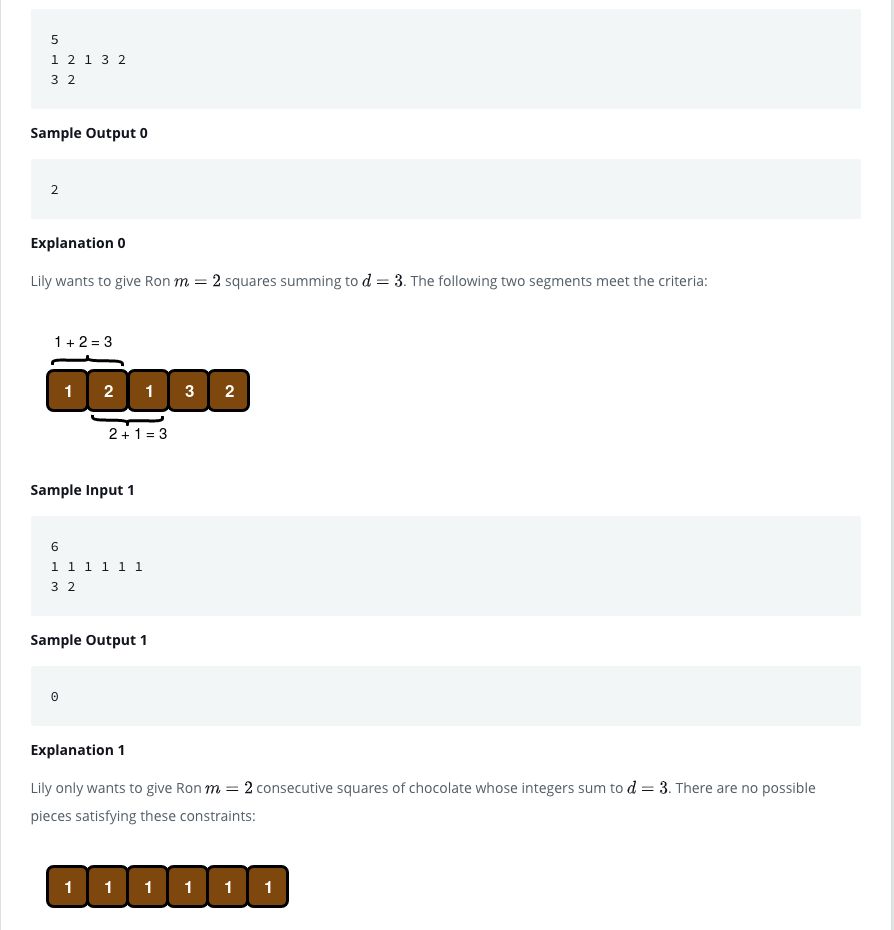 5
1 2 1 3 2
3 2
Sample Output 0
2
Explanation 0
Lily wants to give Ron m = 2 squares summing to d = 3. The following two segments meet the criteria:
1 + 2 = 3
1 2 1 3 2
2 + 1 = 3
Sample Input 1
6
1 1 1 1 1 1
3 2
Sample Output 1
0
Explanation 1
Lily only wants to give Ron m = 2 consecutive squares of chocolate whose integers sum to d = 3. There are no possible
pieces satisfying these constraints:
1 1 1 1 1 1